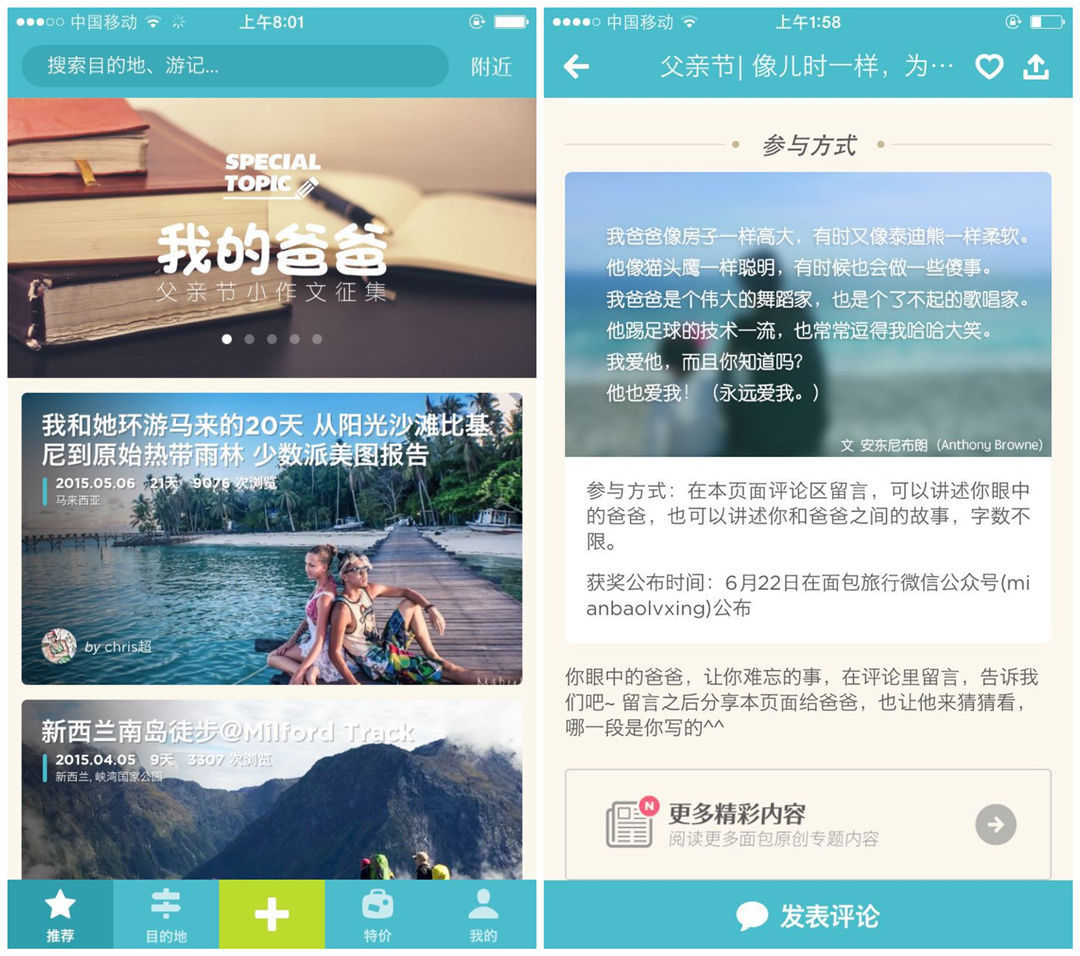 中国移动
上午8:01
搜索目的地、游记...
附近
SPECIAL
TOPIC
我的爸爸
父亲节小作文征集
我和她环游马来的20天 从阳光沙滩比基
尼到原始热带雨林 少数派美图报告
2015.05.06 21天 9076 次浏览
马来西亚
by chris超
新西兰南岛徒步@Milford Track
2015.04.05 9天 3307 次浏览
新西兰, 峡湾国家公园
推荐
目的地
特价
我的
中国移动
上午1:58
父亲节| 像儿时一样，为···
参与方式
我爸爸像房子一样高大，有时又像泰迪熊一样柔软。
他像猫头鹰一样聪明，有时候也会做一些傻事。
我爸爸是个伟大的舞蹈家，也是个了不起的歌唱家。
他踢足球的技术一流，也常常逗得我哈哈大笑。
我爱他，而且你知道吗？
他也爱我！（永远爱我。）
文 安东尼布朗（Anthony Browne)
参与方式：在本页面评论区留言，可以讲述你眼中
的爸爸，也可以讲述你和爸爸之间的故事，字数不
限。
获奖公布时间：6月22日在面包旅行微信公众号(mi
anbaolvxing)公布
你眼中的爸爸，让你难忘的事，在评论里留言，告诉我
们吧~ 留言之后分享本页面给爸爸，也让他来猜猜看，
哪一段是你写的^^
N
更多精彩内容
阅读更多面包原创专题内容
发表评论